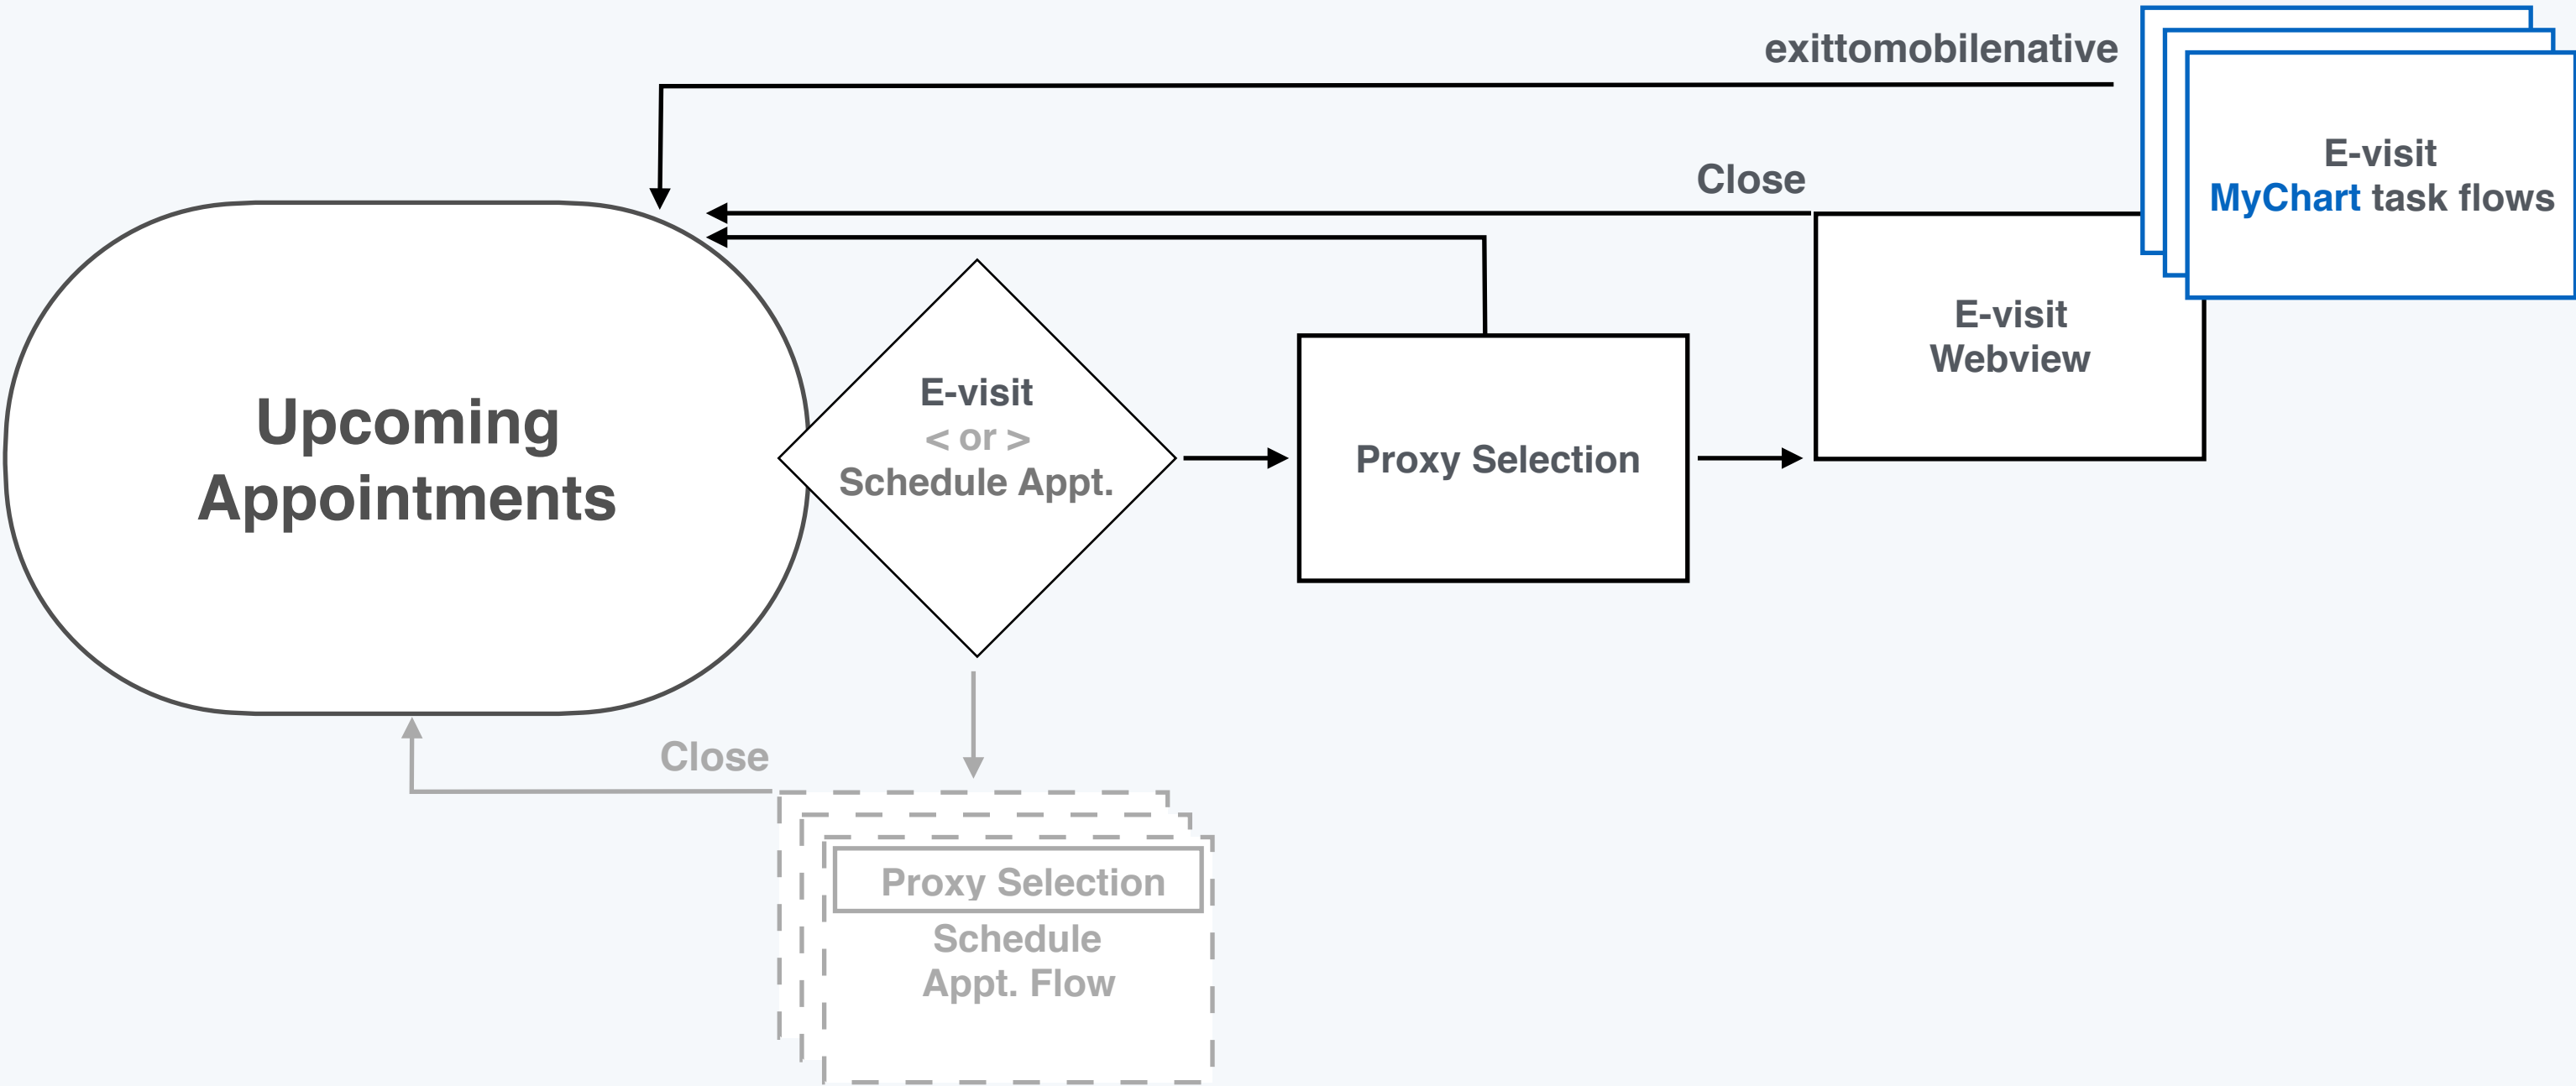 exittomobilenative
E-visit
MyChart task flows
Close
E-visit
Webview
Upcoming
Appointments
E-visit
< or >
Schedule Appt.
Proxy Selection
Close
Proxy Selection
Schedule
Appt. Flow